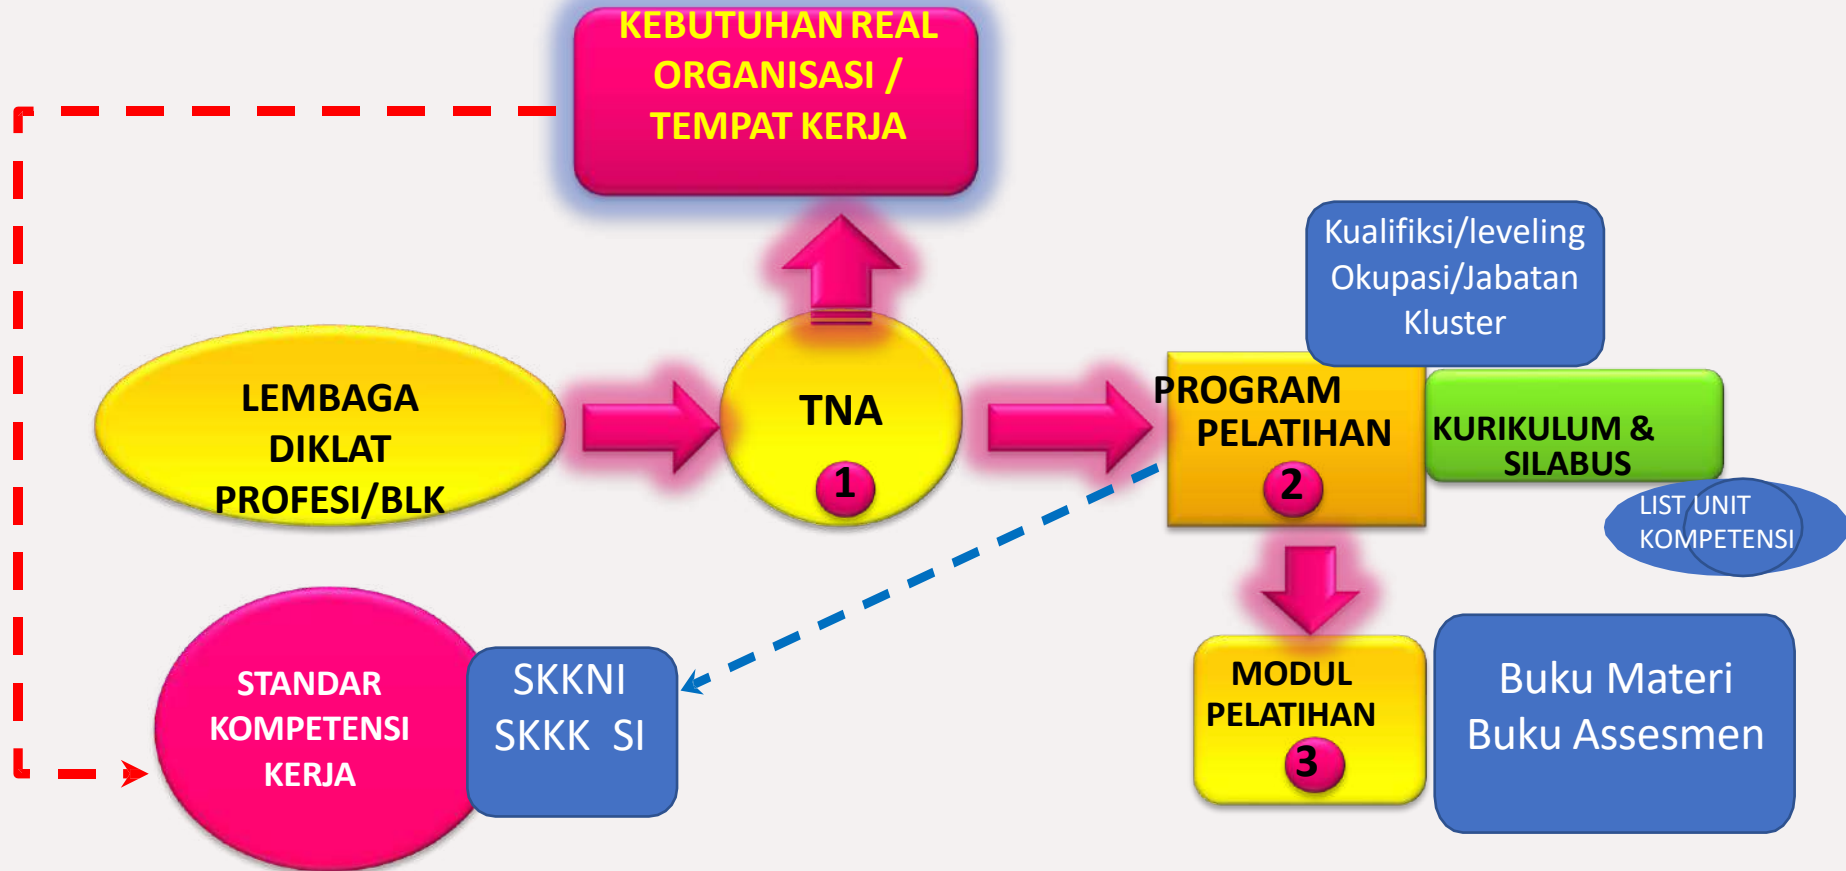 KEBUTUHAN REAL
ORGANISASI /
TEMPAT KERJA
Kualifiksi/leveling
Okupasi/Jabatan
Kluster
LEMBAGA
DIKLAT
PROFESI/BLK
TNA
1
PROGRAM
PELATIHAN
2
KURIKULUM &
SILABUS
LIST UNIT
KOMPETENSI
STANDAR
KOMPETENSI
KERJA
SKKNI
SKKK SI
MODUL
PELATIHAN
3
Buku Materi
Buku Assesmen